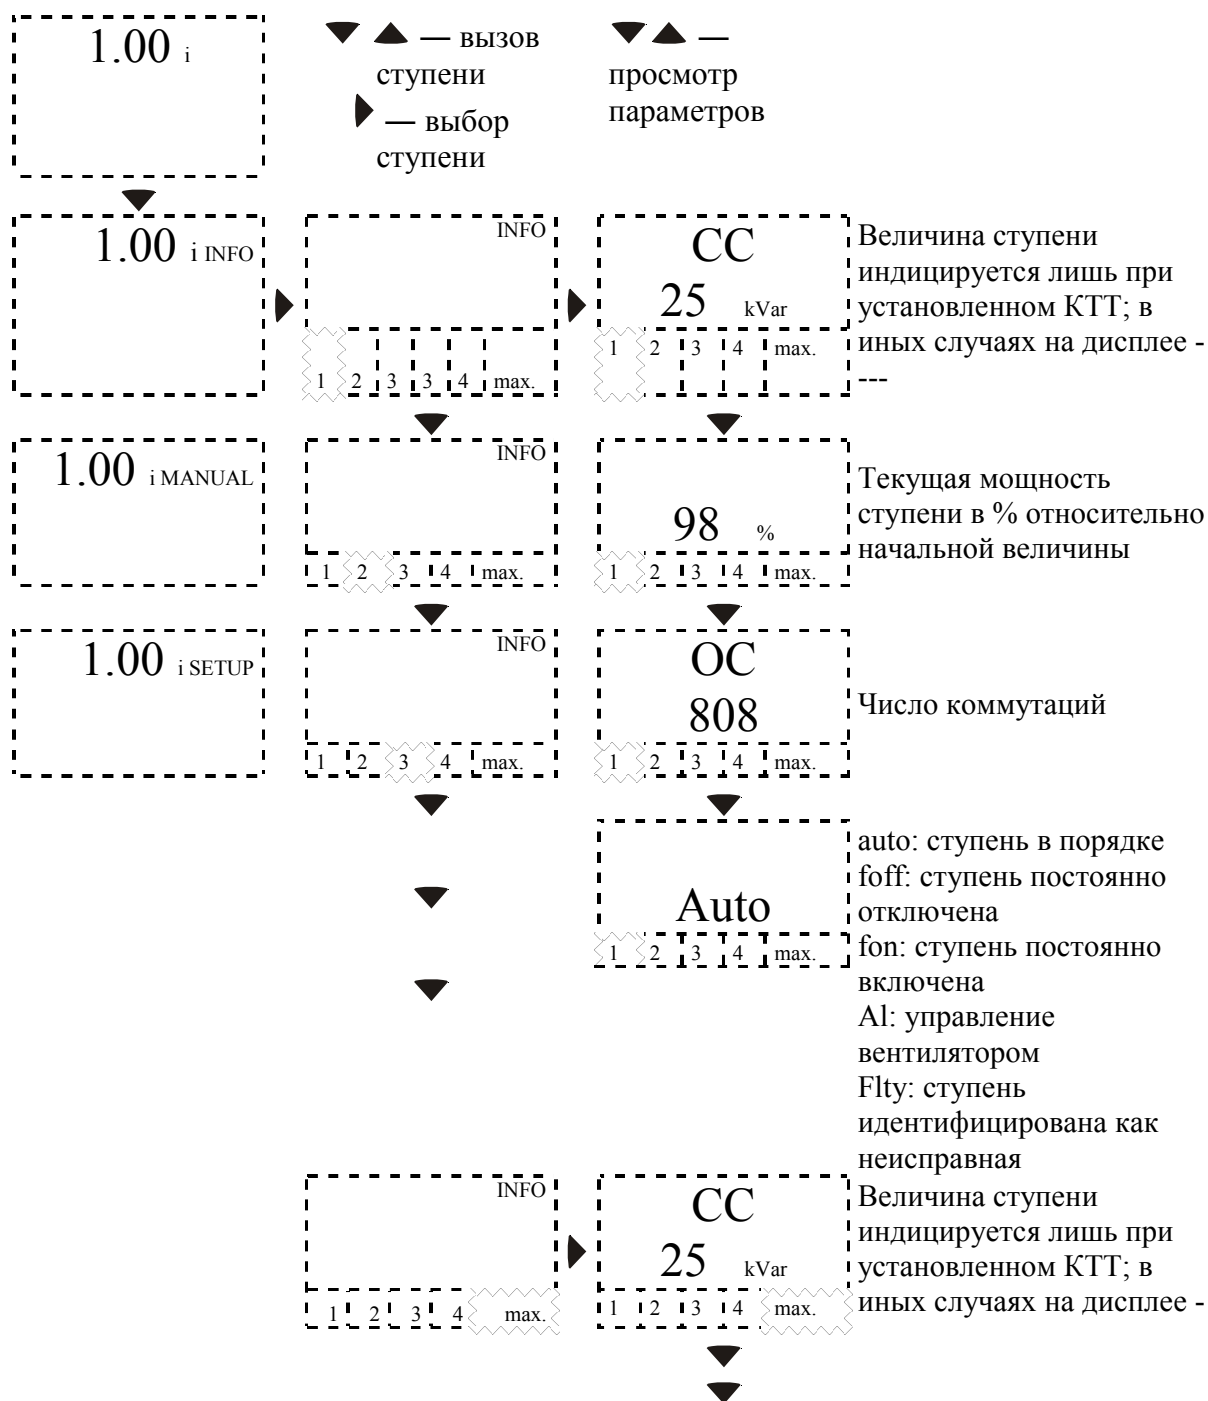 1.00 i
▼ ▲ — вызов
ступени
▶ — выбор
ступени
▼ ▲ —
просмотр
параметров
1.00 i INFO
INFO
1 2 3 3 4 max.
CC
25 kVar
1 2 3 4 max.
Величина ступени
индицируется лишь при
установленном КТТ; в
иных случаях на дисплее -
---
1.00 i MANUAL
INFO
1 2 3 4 max.
98 %
1 2 3 4 max.
Текущая мощность
ступени в % относительно
начальной величины
1.00 i SETUP
INFO
1 2 3 4 max.
OC
808
1 2 3 4 max.
Число коммутаций
Auto
1 2 3 4 max.
auto: ступень в порядке
foff: ступень постоянно
отключена
fon: ступень постоянно
включена
Al: управление
вентилятором
Flty: ступень
идентифицирована как
неисправная
INFO
1 2 3 4 max.
CC
25 kVar
1 2 3 4 max.
Величина ступени
индицируется лишь при
установленном КТТ; в
иных случаях на дисплее -